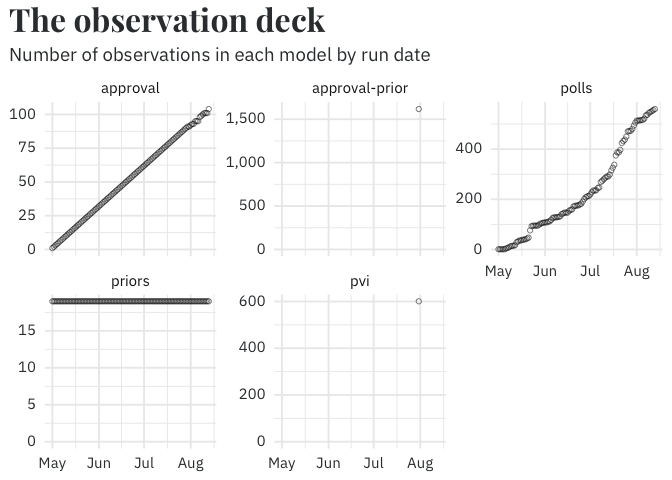 The observation deck
Number of observations in each model by run date
approval
100
75
50
25
0
approval-prior
1,500
1,000
500
0
polls
400
200
0
May Jun Jul Aug
priors
15
10
5
0
May Jun Jul Aug
pvi
600
400
200
0
May Jun Jul Aug